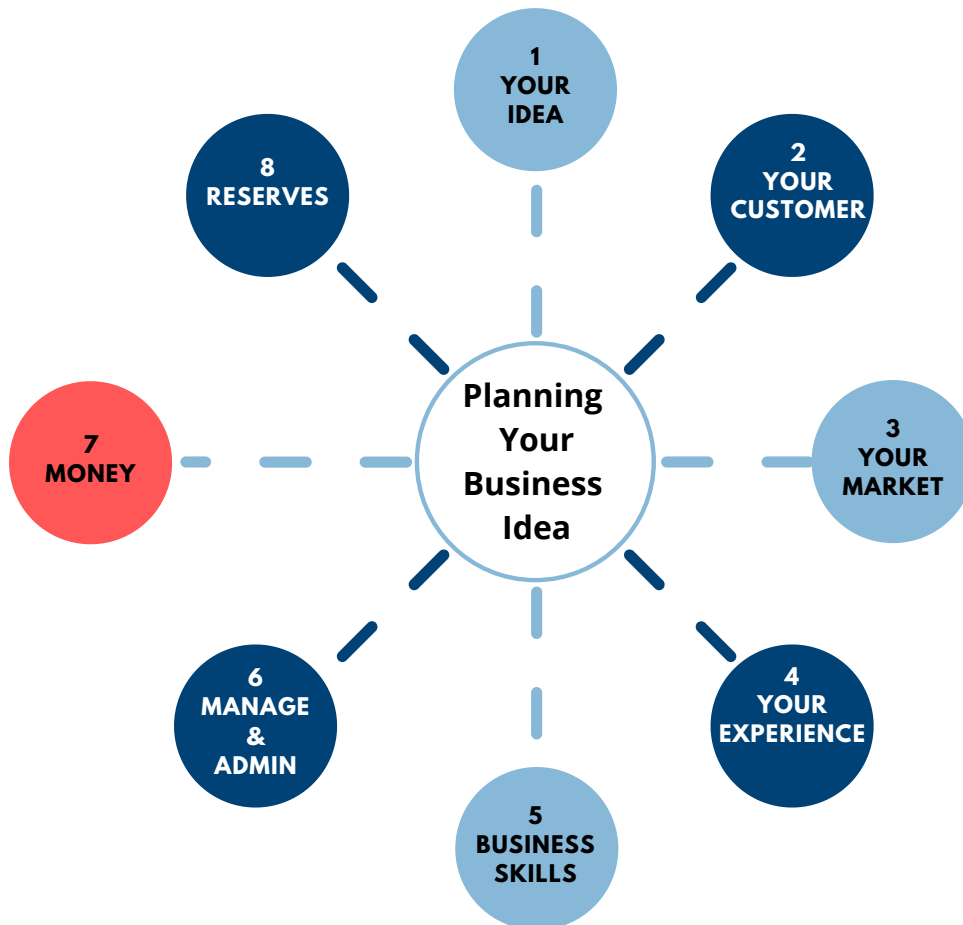 1
YOUR
IDEA
2
YOUR
CUSTOMER
3
YOUR
MARKET
4
YOUR
EXPERIENCE
5
BUSINESS
SKILLS
6
MANAGE
&
ADMIN
7
MONEY
8
RESERVES
Planning
Your
Business
Idea